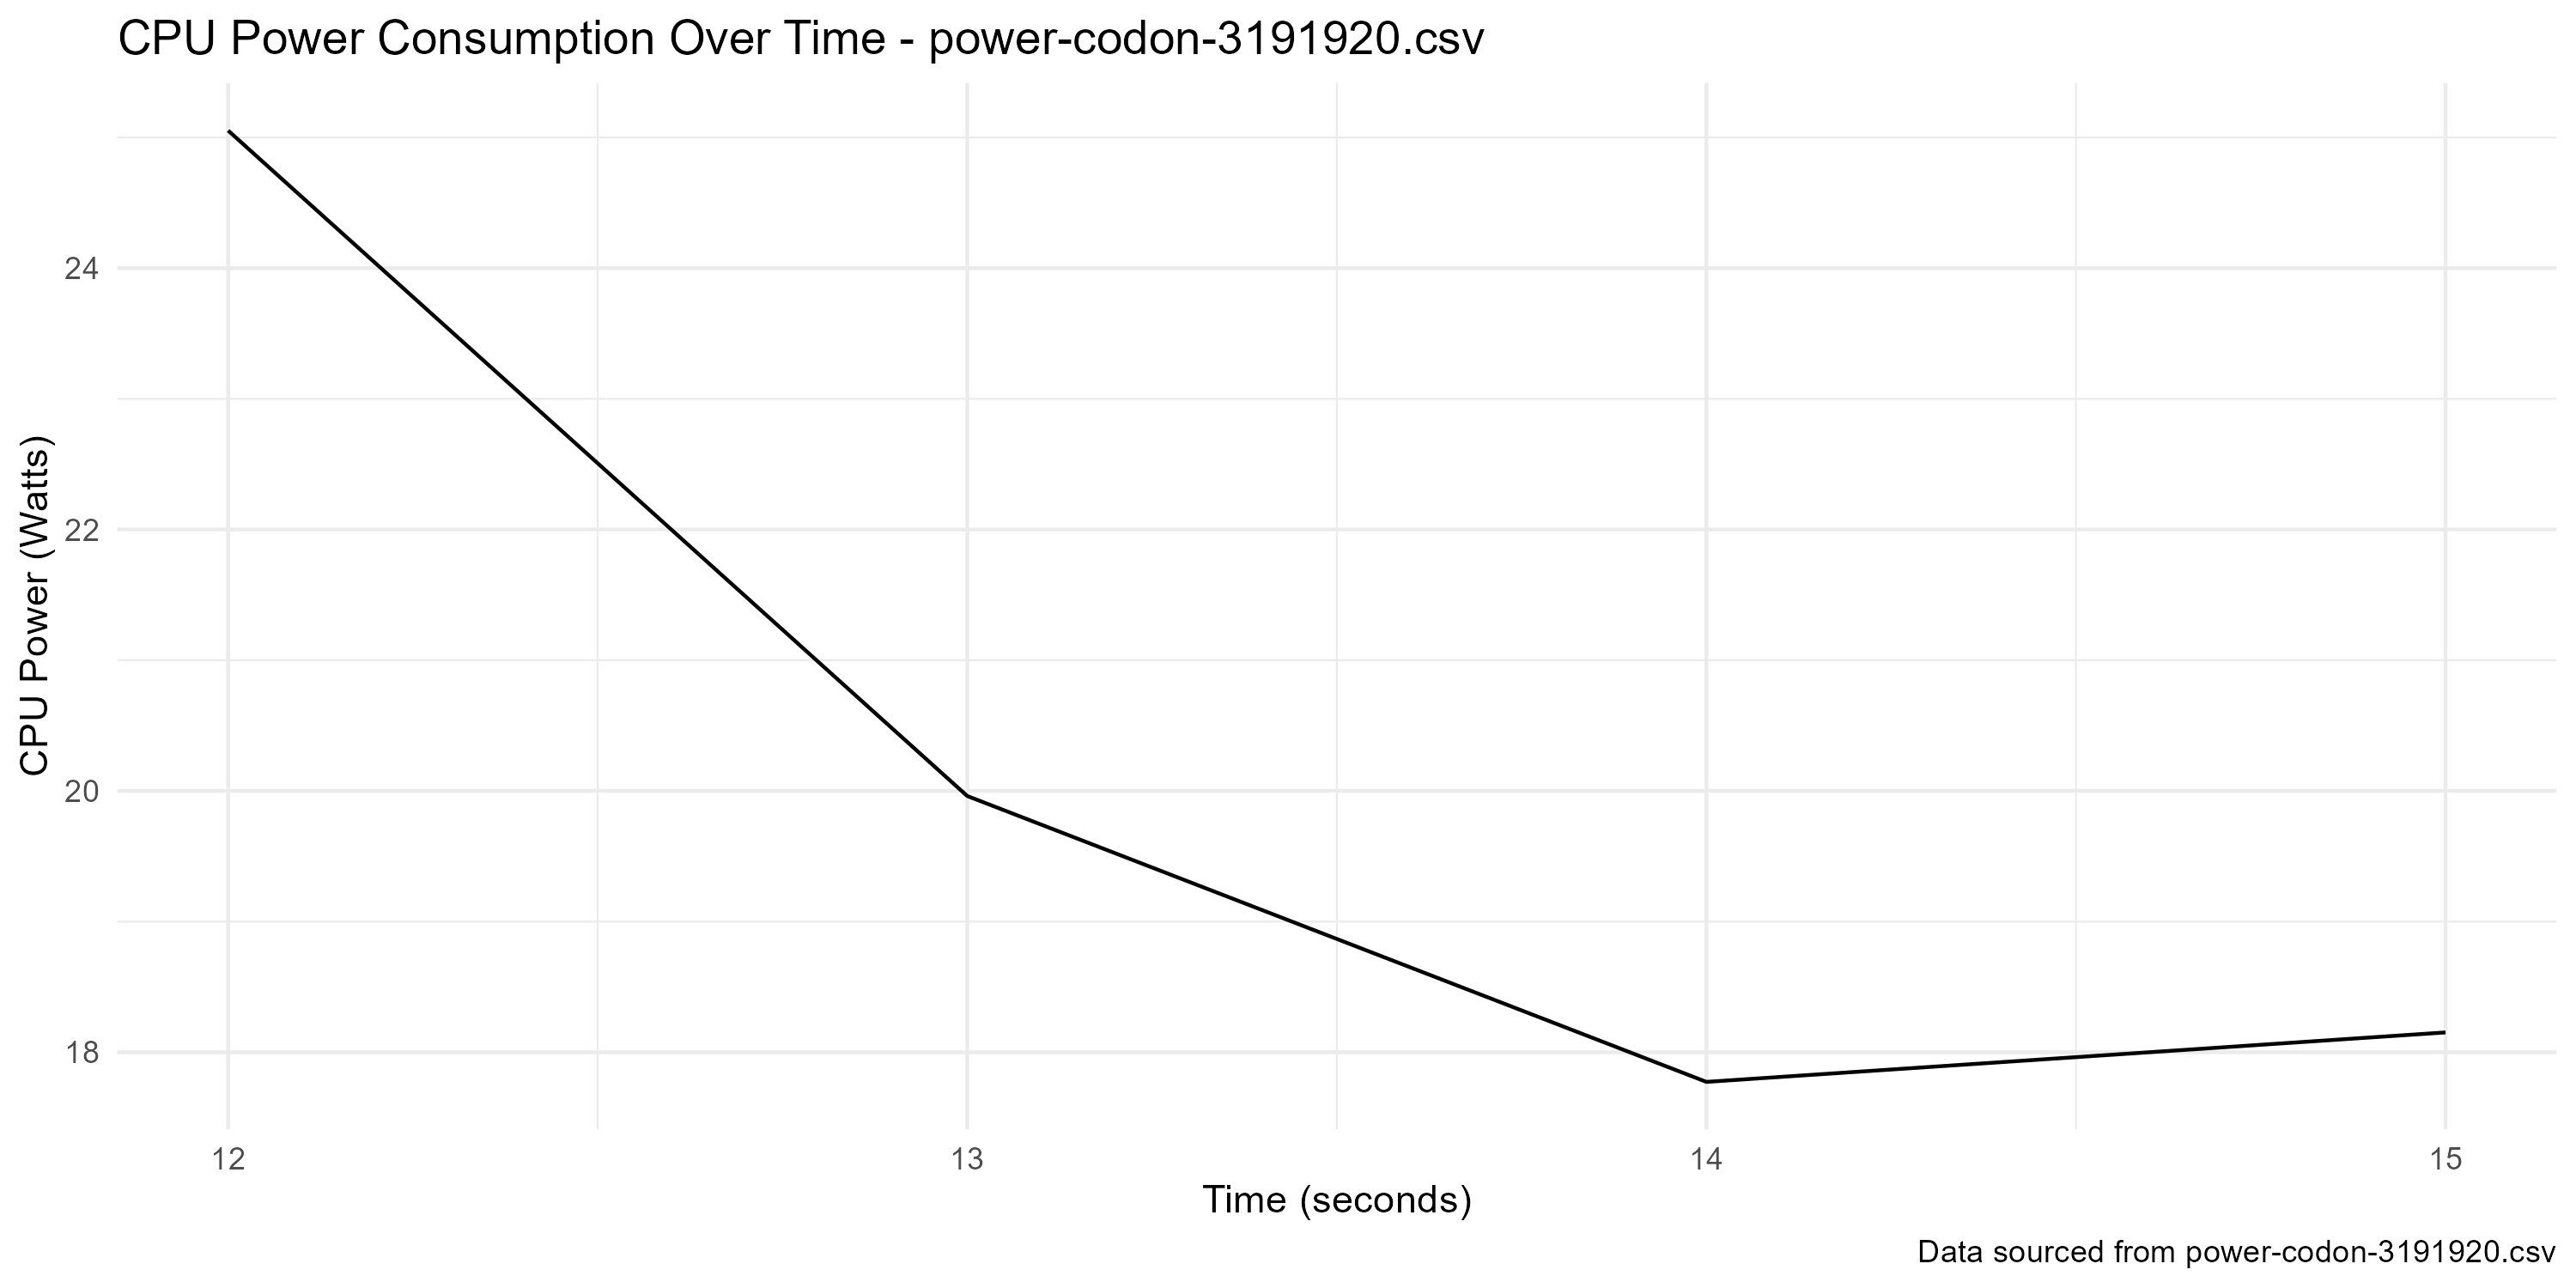 CPU Power Consumption Over Time - power-codon-3191920.csv
CPU Power (Watts)
24
22
20
18
12 13 14 15
Time (seconds)
Data sourced from power-codon-3191920.csv